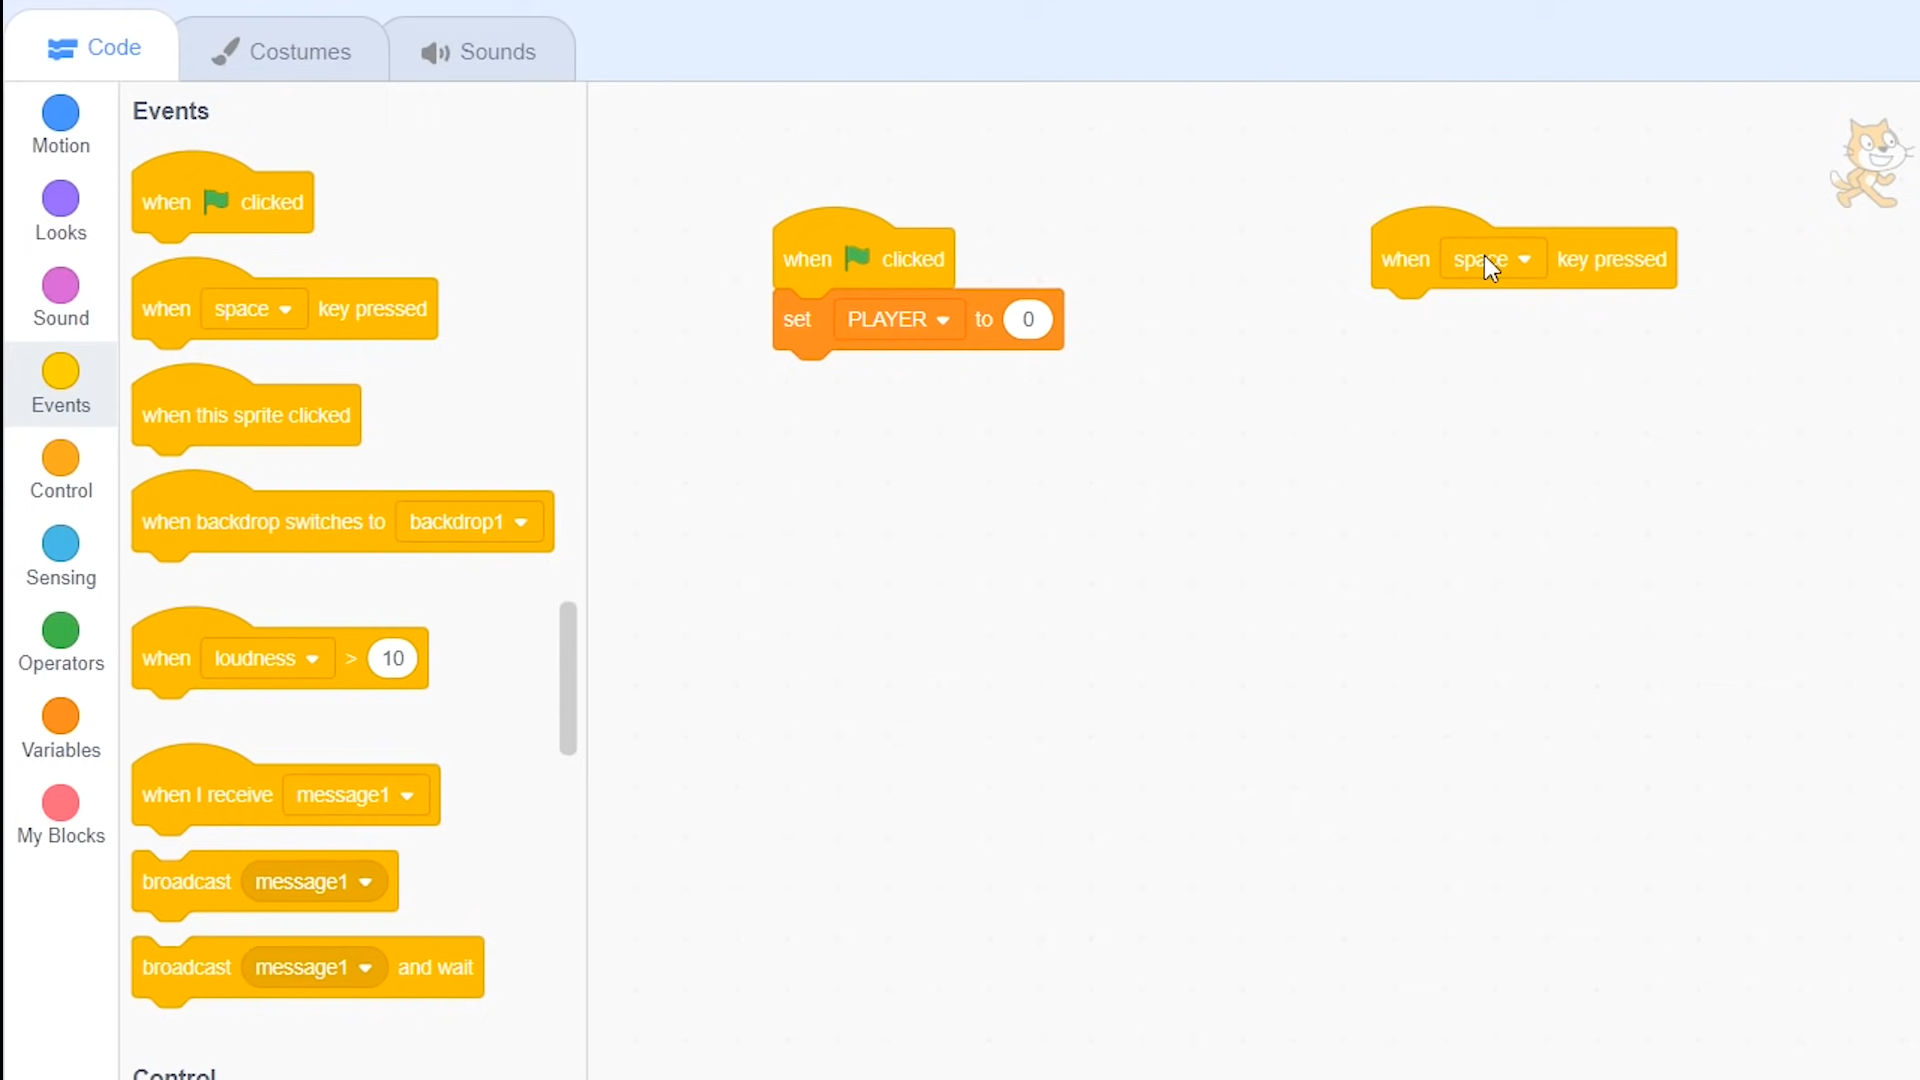 Code
Costumes
Sounds
Motion
Looks
Sound
Events
Control
Sensing
Operators
Variables
My Blocks
Events
when clicked
when space key pressed
when this sprite clicked
when backdrop switches to backdrop1
when loudness > 10
when I receive message1
broadcast message1
broadcast message1 and wait
Control
when clicked
set PLAYER to 0
when space key pressed